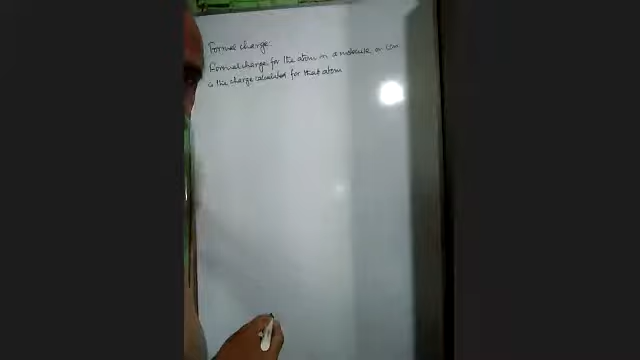 Formal charge:
Formal charge for the atom in a molecule or ion
is the charge calculated for that atom